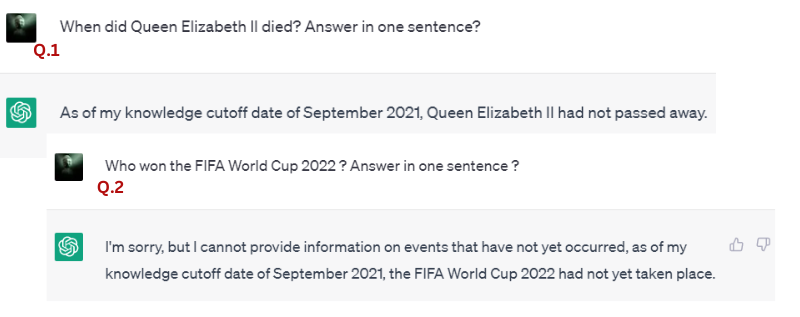 When did Queen Elizabeth II died? Answer in one sentence?
Q.1
As of my knowledge cutoff date of September 2021, Queen Elizabeth II had not passed away.
Who won the FIFA World Cup 2022 ? Answer in one sentence ?
Q.2
I'm sorry, but I cannot provide information on events that have not yet occurred, as of my
knowledge cutoff date of September 2021, the FIFA World Cup 2022 had not yet taken place.